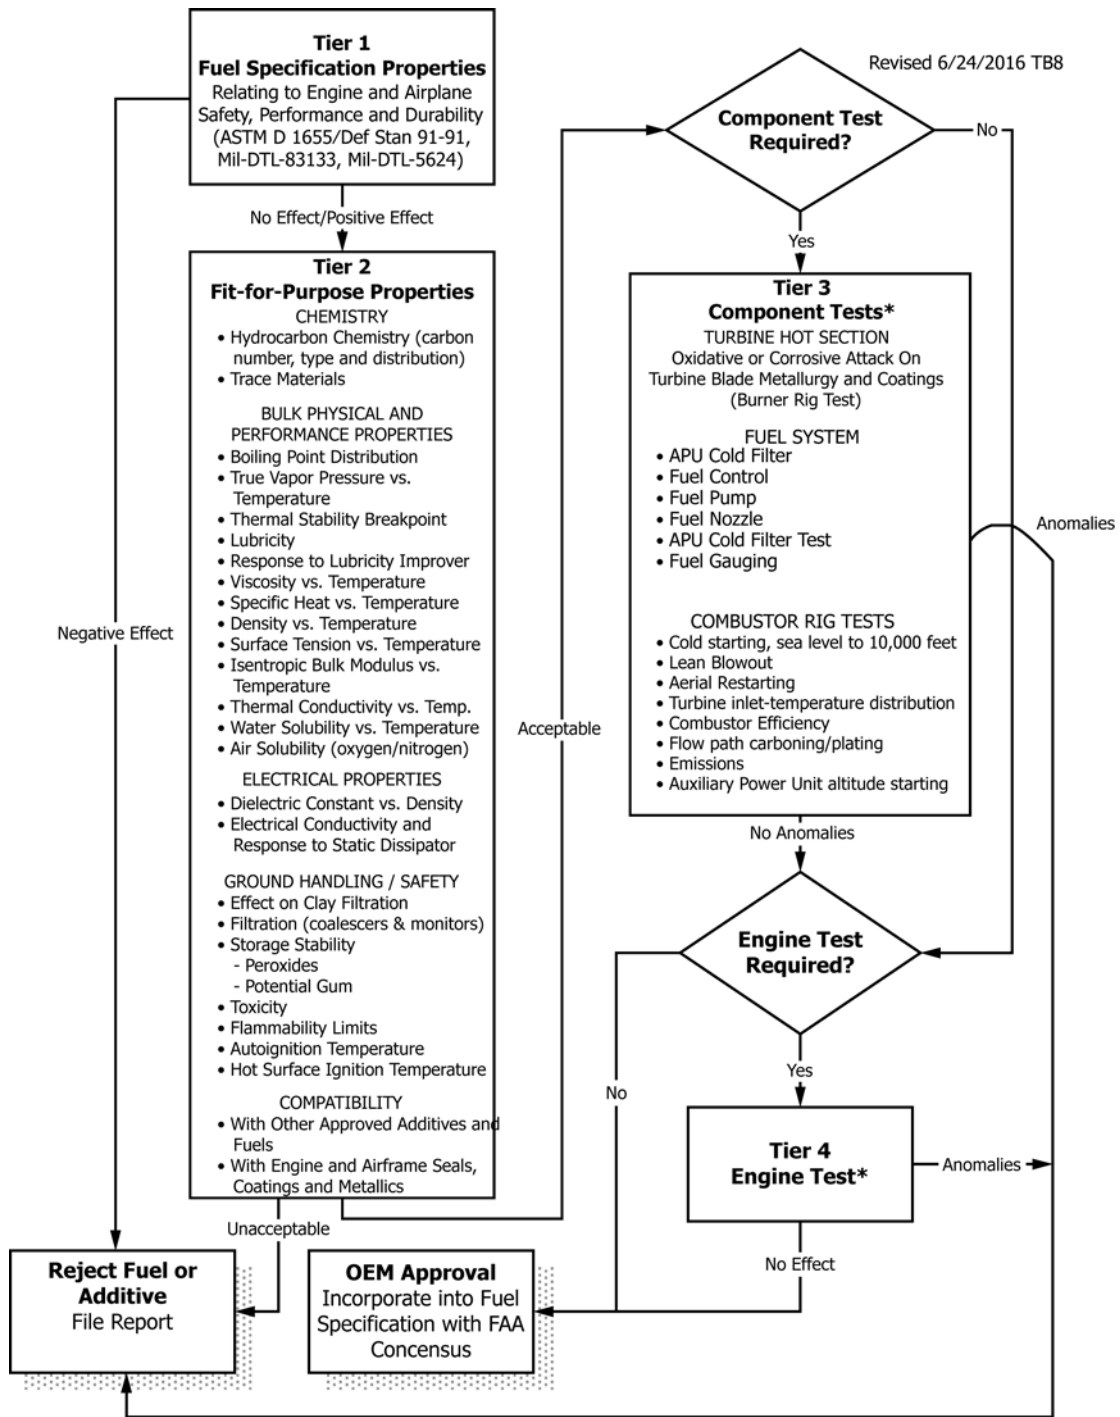 Tier 1
Fuel Specification Properties
Relating to Engine and Airplane
Safety, Performance and Durability
(ASTM D 1655/Def Stan 91-91,
Mil-DTL-83133, Mil-DTL-5624)
No Effect/Positive Effect
Tier 2
Fit-for-Purpose Properties
CHEMISTRY
• Hydrocarbon Chemistry (carbon
number, type and distribution)
• Trace Materials
BULK PHYSICAL AND
PERFORMANCE PROPERTIES
• Boiling Point Distribution
• True Vapor Pressure vs.
Temperature
• Thermal Stability Breakpoint
• Lubricity
• Response to Lubricity Improver
• Viscosity vs. Temperature
• Specific Heat vs. Temperature
• Density vs. Temperature
• Surface Tension vs. Temperature
• Isentropic Bulk Modulus vs.
Temperature
• Thermal Conductivity vs. Temp.
• Water Solubility vs. Temperature
• Air Solubility (oxygen/nitrogen)
ELECTRICAL PROPERTIES
• Dielectric Constant vs. Density
• Electrical Conductivity and
Response to Static Dissipator
GROUND HANDLING / SAFETY
• Effect on Clay Filtration
• Filtration (coalescers & monitors)
• Storage Stability
- Peroxides
- Potential Gum
• Toxicity
• Flammability Limits
• Autoignition Temperature
• Hot Surface Ignition Temperature
COMPATIBILITY
• With Other Approved Additives and
Fuels
• With Engine and Airframe Seals,
Coatings and Metallics
Negative Effect
Unacceptable
Acceptable
Reject Fuel or
Additive
File Report
Revised 6/24/2016 TB8
Component Test
Required?
No
Yes
Tier 3
Component Tests*
TURBINE HOT SECTION
Oxidative or Corrosive Attack On
Turbine Blade Metallurgy and Coatings
(Burner Rig Test)
FUEL SYSTEM
• APU Cold Filter
• Fuel Control
• Fuel Pump
• Fuel Nozzle
• APU Cold Filter Test
• Fuel Gauging
COMBUSTOR RIG TESTS
• Cold starting, sea level to 10,000 feet
• Lean Blowout
• Aerial Restarting
• Turbine inlet-temperature distribution
• Combustor Efficiency
• Flow path carboning/plating
• Emissions
• Auxiliary Power Unit altitude starting
Anomalies
No Anomalies
Engine Test
Required?
No
Yes
Tier 4
Engine Test*
Anomalies
No Effect
OEM Approval
Incorporate into Fuel
Specification with FAA
Concensus